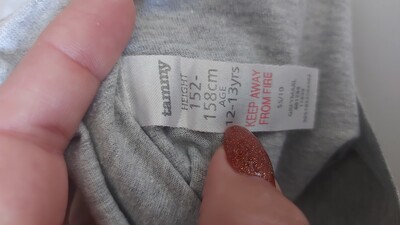 tammy
HEIGHT
152-
158cm
AGE
12-13yrs
KEEP AWAY
FROM FIRE